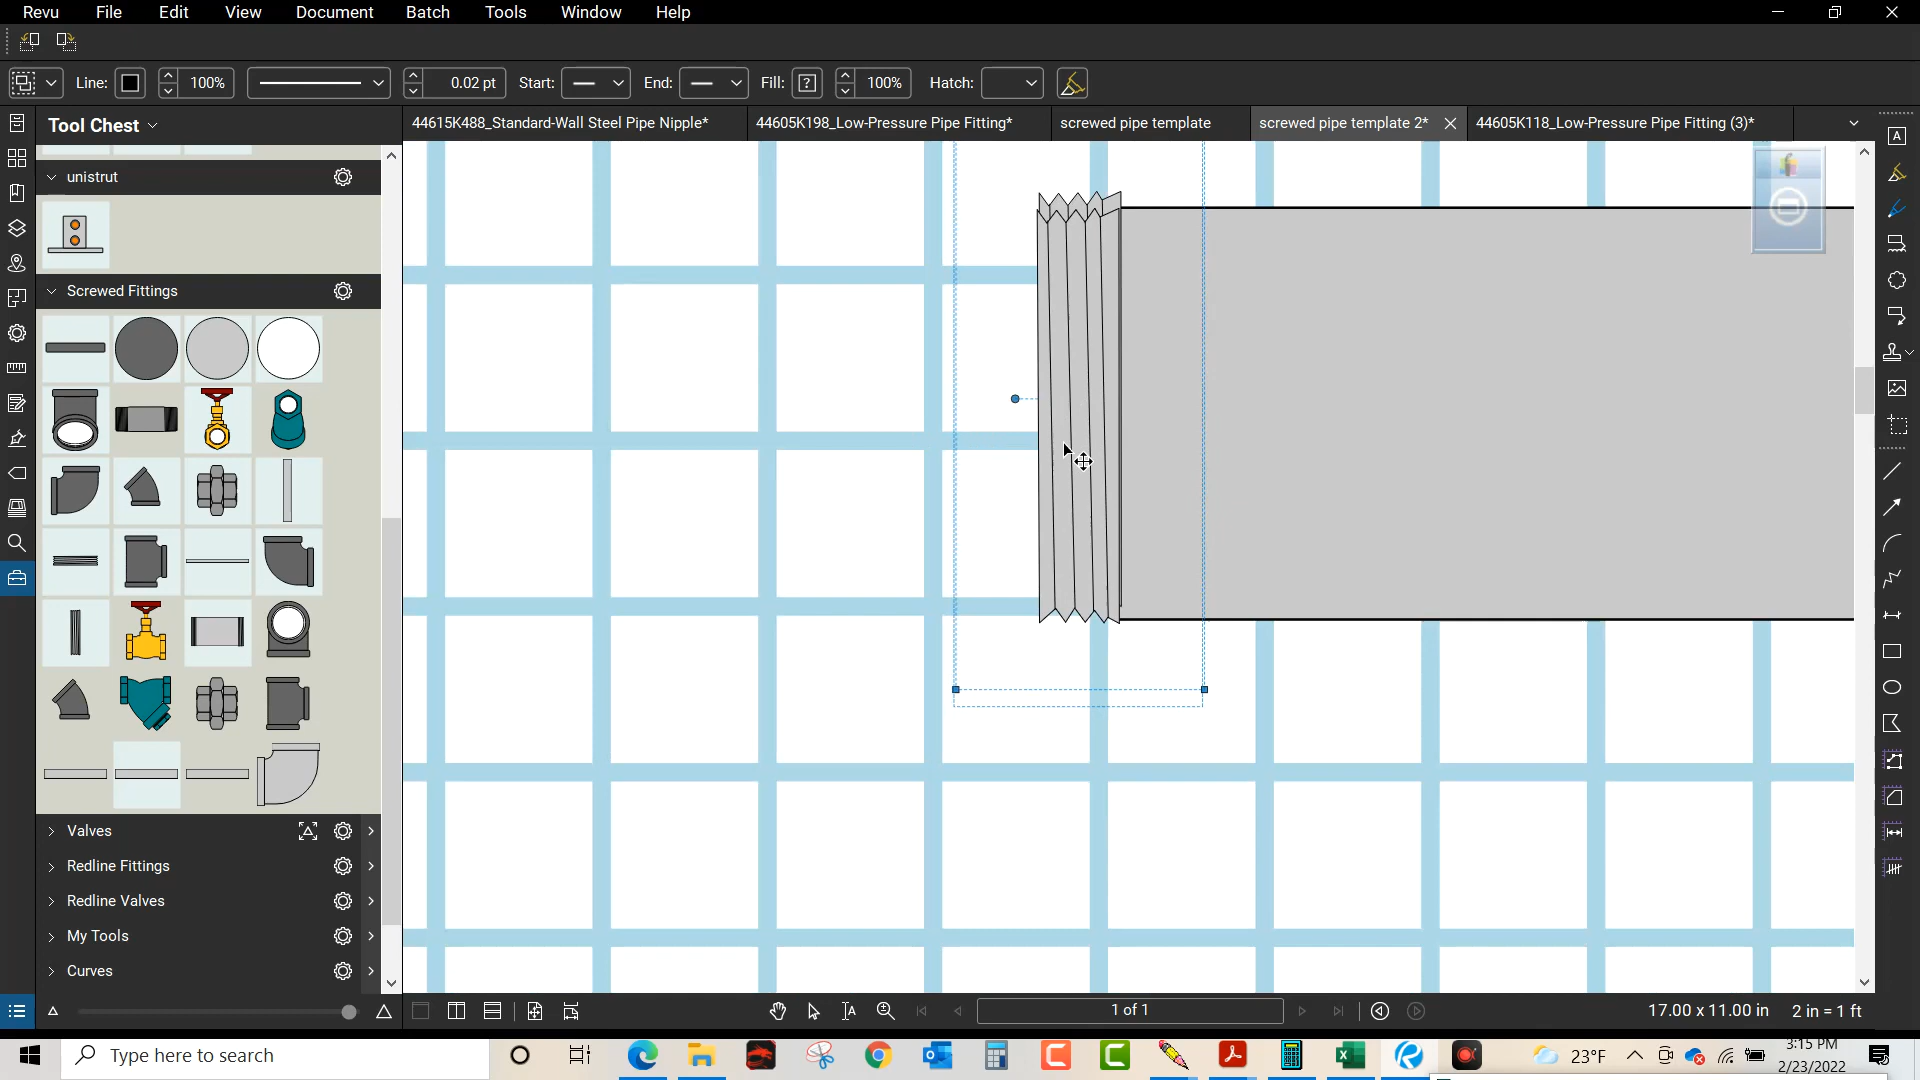 Revu File Edit View Document Batch Tools Window Help
Line: 100% 0.02 pt Start: End: Fill: ? 100% Hatch:
Tool Chest
44615K488_Standard-Wall Steel Pipe Nipple* 44605K198_Low-Pressure Pipe Fitting* screwed pipe template screwed pipe template 2* 44605K118_Low-Pressure Pipe Fitting (3)*
unistrut
Screwed Fittings
Valves
Redline Fittings
Redline Valves
My Tools
Curves
1 of 1 17.00 x 11.00 in 2 in = 1 ft
Type here to search
23°F
3:15 PM
2/23/2022